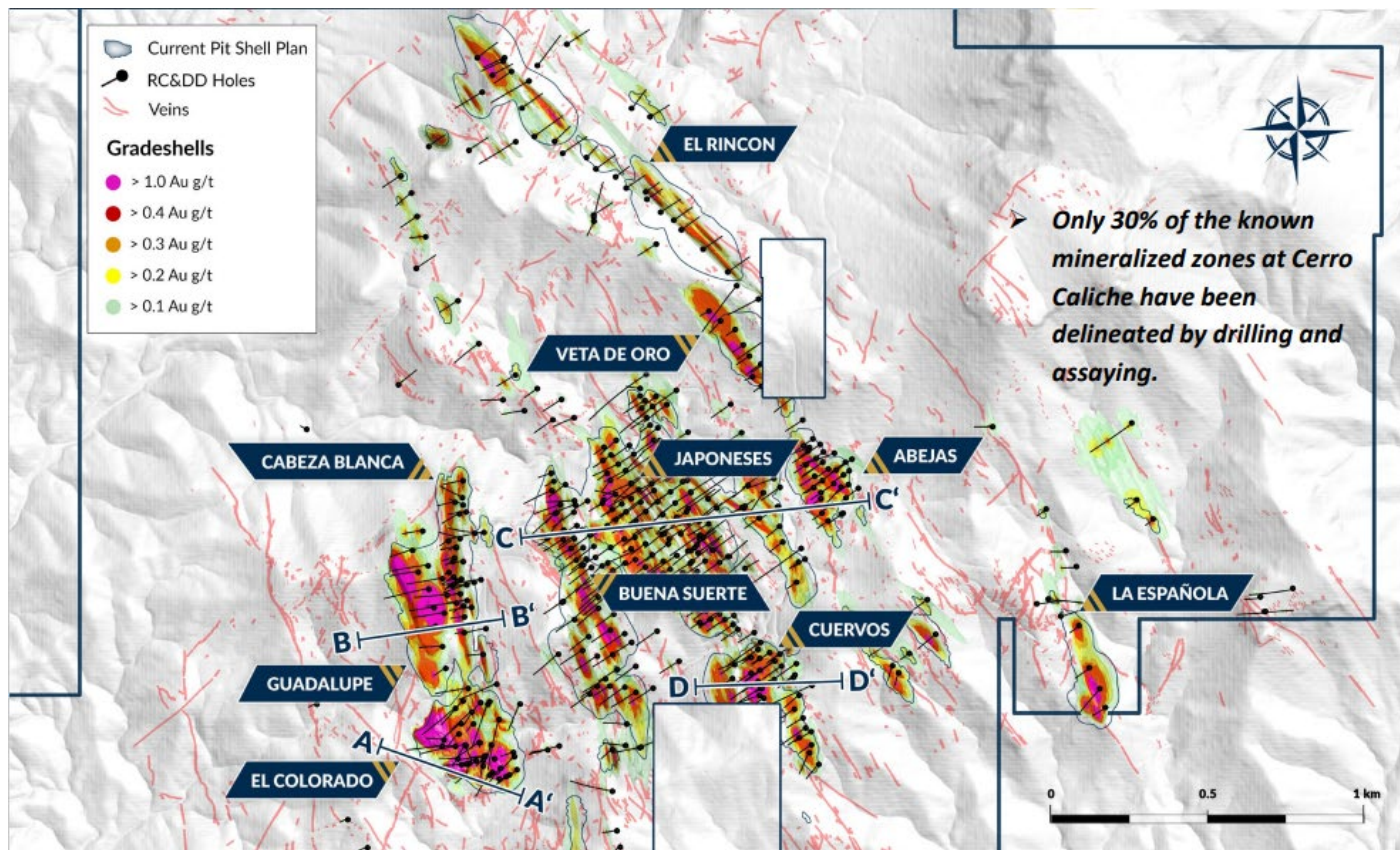 Current Pit Shell Plan
RC&DD Holes
Veins
Gradeshells
> 1.0 Au g/t
> 0.4 Au g/t
> 0.3 Au g/t
> 0.2 Au g/t
> 0.1 Au g/t
EL RINCON
➢ Only 30% of the known
mineralized zones at Cerro
Caliche have been
delineated by drilling and
assaying.
VETA DE ORO
CABEZA BLANCA
JAPONESES
ABEJAS
C
C'
BUENA SUERTE
LA ESPAÑOLA
B
B'
CUERVOS
GUADALUPE
D
D'
A
EL COLORADO
A'
0
0.5
1 km